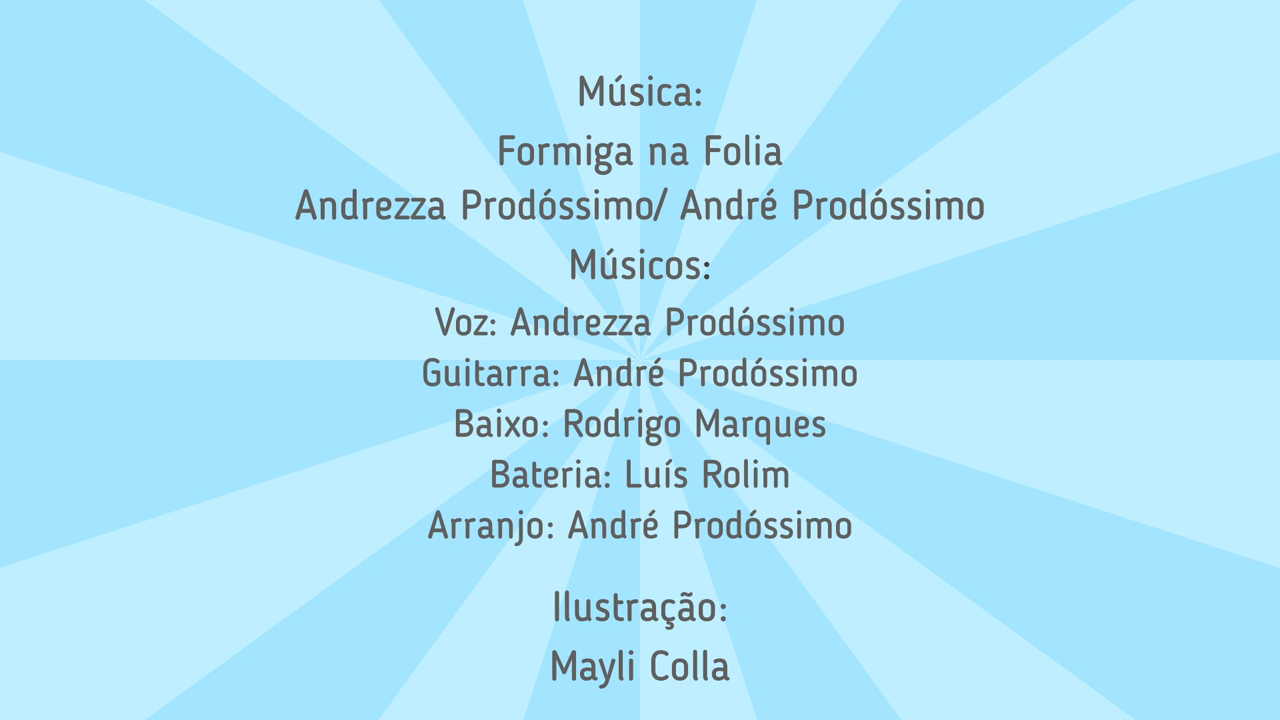 Música:
Formiga na Folia
Andrezza Prodóssimo/ André Prodóssimo
Músicos:
Voz: Andrezza Prodóssimo
Guitarra: André Prodóssimo
Baixo: Rodrigo Marques
Bateria: Luís Rolim
Arranjo: André Prodóssimo
Ilustração:
Mayli Colla